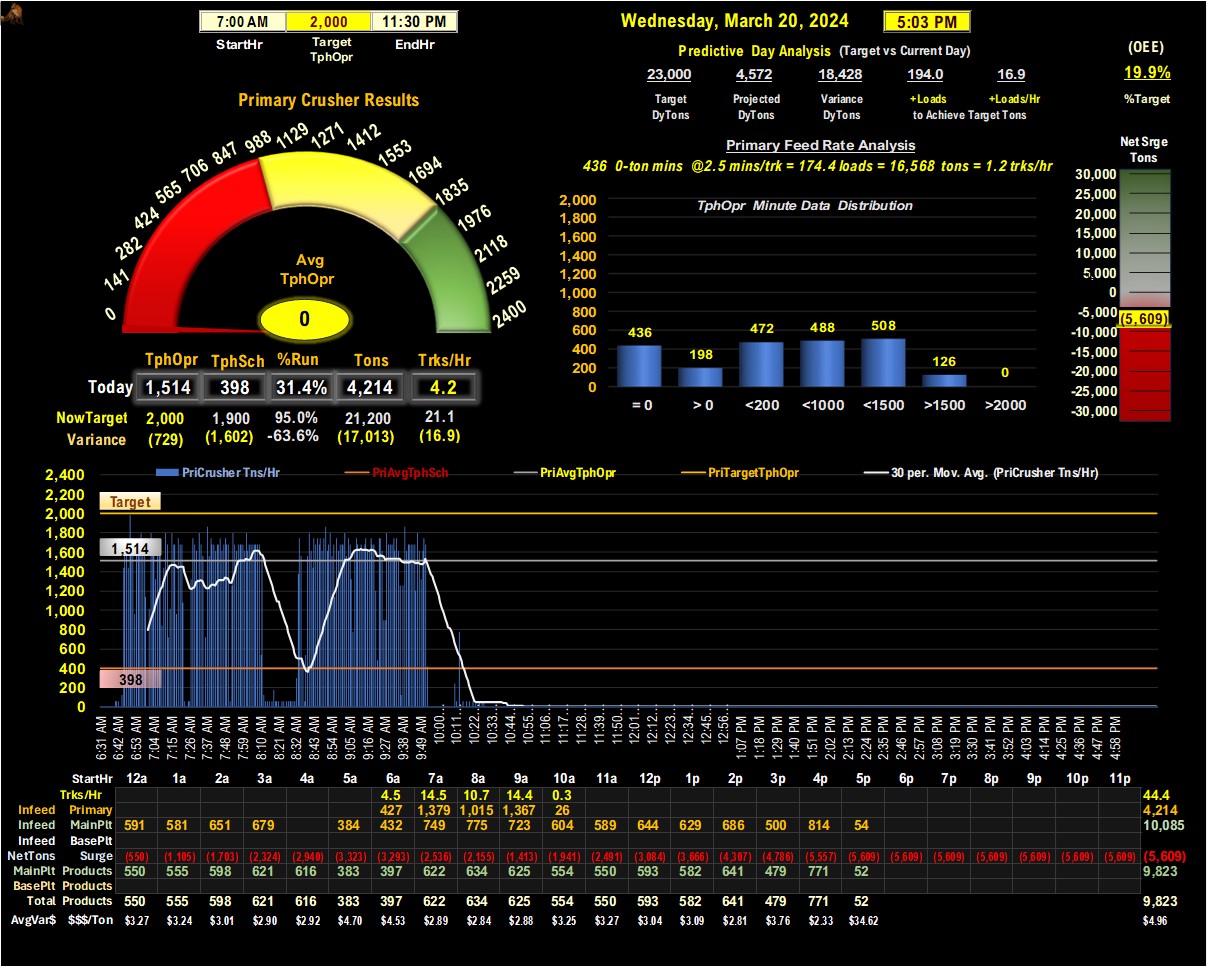 7:00 AM 2,000 11:30 PM
StartHr Target TphOpr EndHr
Wednesday, March 20, 2024 5:03 PM
Predictive Day Analysis (Target vs Current Day)
23,000 4,572 18,428 194.0 16.9
Target Projected Variance +Loads +Loads/Hr
DyTons DyTons DyTons to Achieve Target Tons
(OEE)
19.9%
%Target
Primary Crusher Results
0 141 282 424 565 706 847 988 1129 1271 1412 1553 1694 1835 1976 2118 2259 2400
Avg
TphOpr
0
TphOpr TphSch %Run Tons Trks/Hr
Today 1,514 398 31.4% 4,214 4.2
NowTarget 2,000 1,900 95.0% 21,200 21.1
Variance (729) (1,602) -63.6% (17,013) (16.9)
Primary Feed Rate Analysis
436 0-ton mins @2.5 mins/trk = 174.4 loads = 16,568 tons = 1.2 trks/hr
TphOpr Minute Data Distribution
2,000
1,800
1,600
1,400
1,200
1,000
800
600
400
200
0
436 198 472 488 508 126 0
= 0 > 0 <200 <1000 <1500 >1500 >2000
Net Srge
Tons
30,000
25,000
20,000
15,000
10,000
5,000
0
-5,000
(5,609)
-10,000
-15,000
-20,000
-25,000
-30,000
PriCrusher Tns/Hr PriAvgTphSch PriAvgTphOpr PriTargetTphOpr 30 per. Mov. Avg. (PriCrusher Tns/Hr)
2,400
2,200
2,000
1,800
1,600
1,400
1,200
1,000
800
600
400
200
0
Target
1,514
398
6:31 AM 6:42 AM 6:53 AM 7:04 AM 7:15 AM 7:26 AM 7:37 AM 7:48 AM 7:59 AM 8:10 AM 8:21 AM 8:32 AM 8:43 AM 8:54 AM 9:05 AM 9:16 AM 9:27 AM 9:38 AM 9:49 AM 10:00… 10:11… 10:22… 10:33… 10:44… 10:55… 11:06… 11:17… 11:28… 11:39… 11:50… 12:01… 12:12… 12:23… 12:34… 12:45… 12:56… 1:07 PM 1:18 PM 1:29 PM 1:40 PM 1:51 PM 2:02 PM 2:13 PM 2:24 PM 2:35 PM 2:46 PM 2:57 PM 3:08 PM 3:19 PM 3:30 PM 3:41 PM 3:52 PM 4:03 PM 4:14 PM 4:25 PM 4:36 PM 4:47 PM 4:58 PM
StartHr 12a 1a 2a 3a 4a 5a 6a 7a 8a 9a 10a 11a 12p 1p 2p 3p 4p 5p 6p 7p 8p 9p 10p 11p
Trks/Hr 4.5 14.5 10.7 14.4 0.3 44.4
Infeed Primary 427 1,379 1,015 1,367 26 4,214
Infeed MainPlt 591 581 651 679 384 432 749 775 723 604 589 644 629 686 500 814 54 10,085
Infeed BasePlt
NetTons Surge (550) (1,105) (1,703) (2,324) (2,940) (3,323) (3,293) (2,536) (2,155) (1,413) (1,941) (2,491) (3,084) (3,666) (4,307) (4,786) (5,557) (5,609) (5,609) (5,609) (5,609) (5,609) (5,609) (5,609) (5,609)
MainPlt Products 550 555 598 621 616 383 397 622 634 625 554 550 593 582 641 479 771 52 9,823
BasePlt Products
Total Products 550 555 598 621 616 383 397 622 634 625 554 550 593 582 641 479 771 52 9,823
AvgVar$ $$$/Ton $3.27 $3.24 $3.01 $2.90 $2.92 $4.70 $4.53 $2.89 $2.84 $2.88 $3.25 $3.27 $3.04 $3.09 $2.81 $3.76 $2.33 $34.62 $4.96